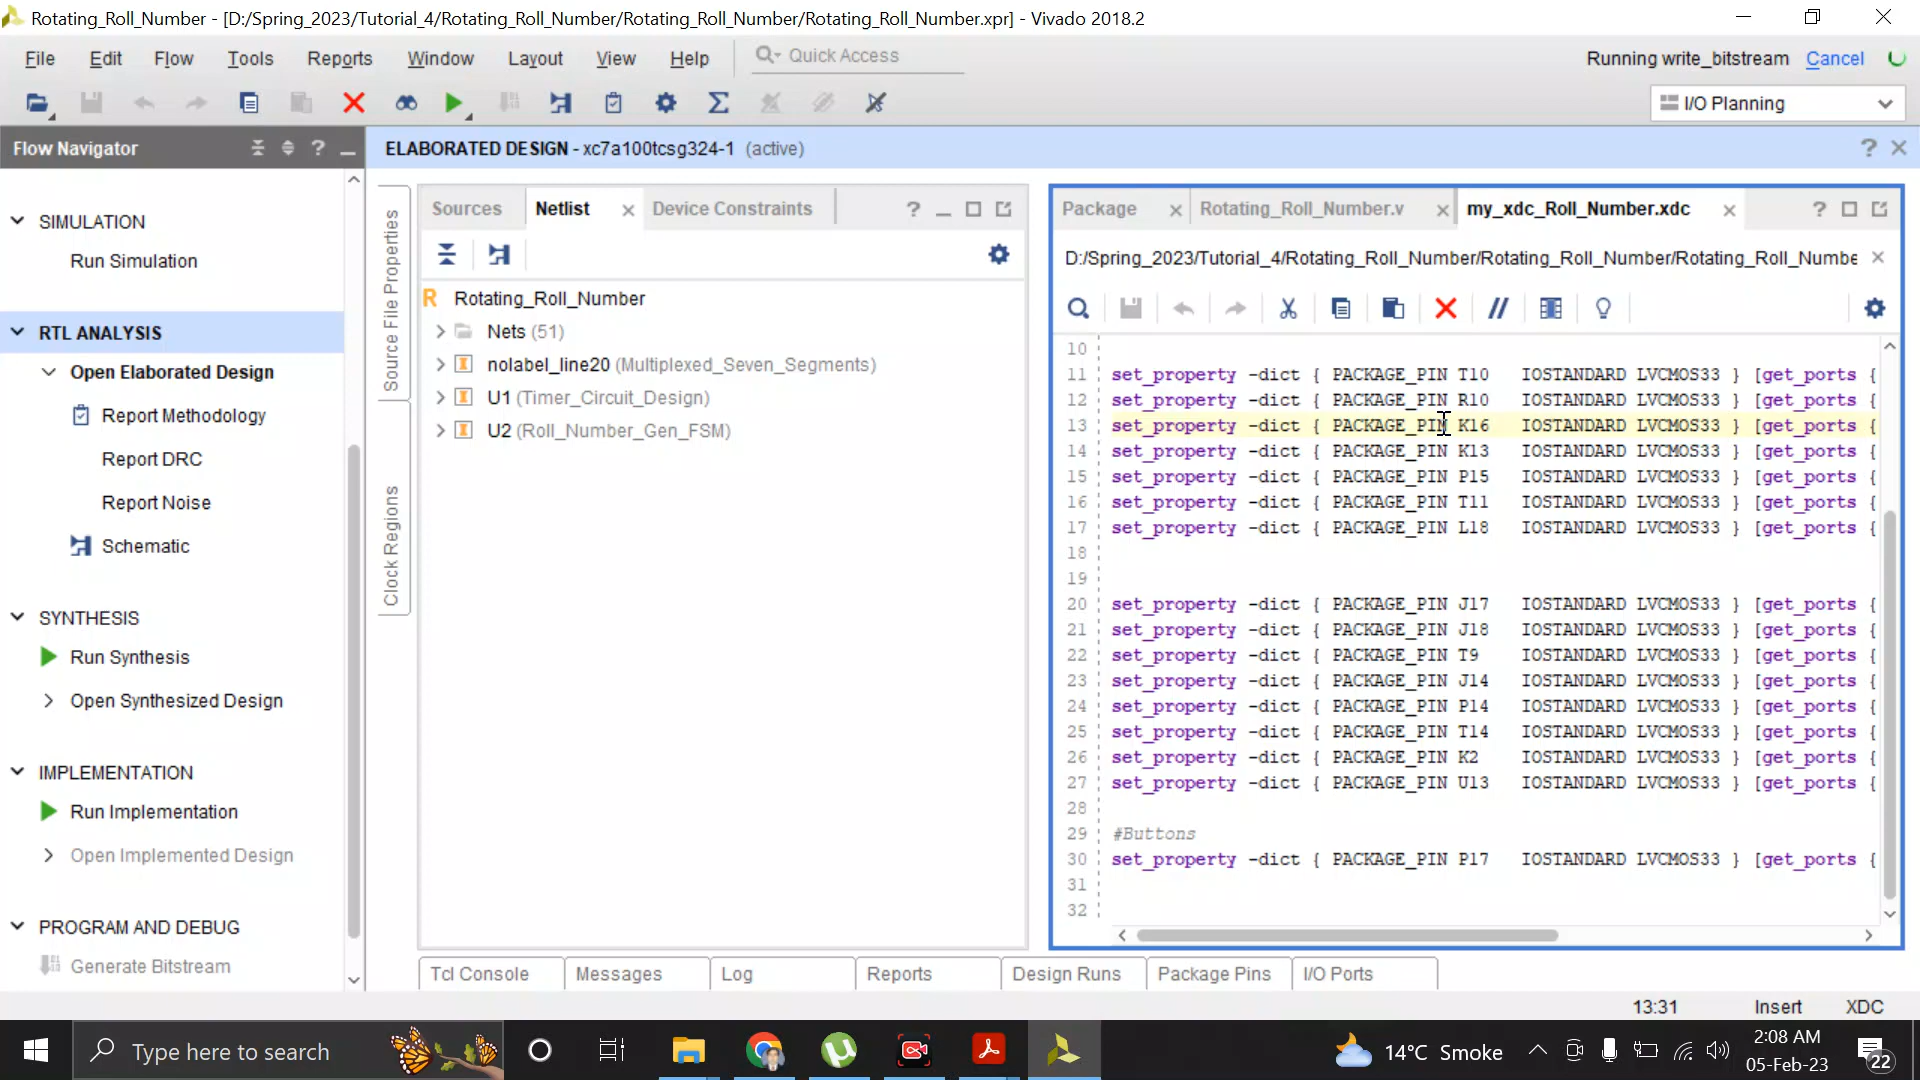 Rotating_Roll_Number - [D:/Spring_2023/Tutorial_4/Rotating_Roll_Number/Rotating_Roll_Number/Rotating_Roll_Number.xpr] - Vivado 2018.2
File Edit Flow Tools Reports Window Layout View Help Quick Access
Running write_bitstream Cancel
I/O Planning
Flow Navigator
ELABORATED DESIGN - xc7a100tcsg324-1 (active)
SIMULATION
Run Simulation
RTL ANALYSIS
Open Elaborated Design
Report Methodology
Report DRC
Report Noise
Schematic
SYNTHESIS
Run Synthesis
Open Synthesized Design
IMPLEMENTATION
Run Implementation
Open Implemented Design
PROGRAM AND DEBUG
Generate Bitstream
Source File Properties
Clock Regions
Sources Netlist Device Constraints
Rotating_Roll_Number
Nets (51)
nolabel_line20 (Multiplexed_Seven_Segments)
U1 (Timer_Circuit_Design)
U2 (Roll_Number_Gen_FSM)
Package Rotating_Roll_Number.v my_xdc_Roll_Number.xdc
D:/Spring_2023/Tutorial_4/Rotating_Roll_Number/Rotating_Roll_Number/Rotating_Roll_Numbe
10
11 set_property -dict { PACKAGE_PIN T10 IOSTANDARD LVCMOS33 } [get_ports {
12 set_property -dict { PACKAGE_PIN R10 IOSTANDARD LVCMOS33 } [get_ports {
13 set_property -dict { PACKAGE_PIN K16 IOSTANDARD LVCMOS33 } [get_ports {
14 set_property -dict { PACKAGE_PIN K13 IOSTANDARD LVCMOS33 } [get_ports {
15 set_property -dict { PACKAGE_PIN P15 IOSTANDARD LVCMOS33 } [get_ports {
16 set_property -dict { PACKAGE_PIN T11 IOSTANDARD LVCMOS33 } [get_ports {
17 set_property -dict { PACKAGE_PIN L18 IOSTANDARD LVCMOS33 } [get_ports {
18
19
20 set_property -dict { PACKAGE_PIN J17 IOSTANDARD LVCMOS33 } [get_ports {
21 set_property -dict { PACKAGE_PIN J18 IOSTANDARD LVCMOS33 } [get_ports {
22 set_property -dict { PACKAGE_PIN T9 IOSTANDARD LVCMOS33 } [get_ports {
23 set_property -dict { PACKAGE_PIN J14 IOSTANDARD LVCMOS33 } [get_ports {
24 set_property -dict { PACKAGE_PIN P14 IOSTANDARD LVCMOS33 } [get_ports {
25 set_property -dict { PACKAGE_PIN T14 IOSTANDARD LVCMOS33 } [get_ports {
26 set_property -dict { PACKAGE_PIN K2 IOSTANDARD LVCMOS33 } [get_ports {
27 set_property -dict { PACKAGE_PIN U13 IOSTANDARD LVCMOS33 } [get_ports {
28
29 #Buttons
30 set_property -dict { PACKAGE_PIN P17 IOSTANDARD LVCMOS33 } [get_ports {
31
32
Tcl Console Messages Log Reports Design Runs Package Pins I/O Ports
13:31 Insert XDC
Type here to search
14°C Smoke
2:08 AM
05-Feb-23
22